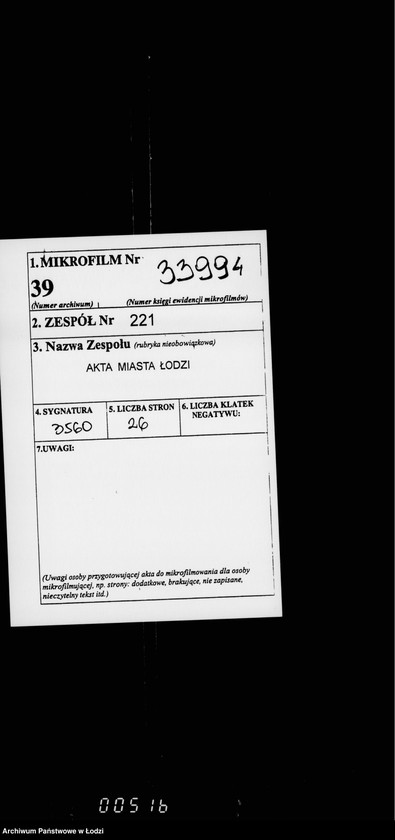 1. MIKROFILM Nr 33994
39
(Numer archiwum) (Numer księgi ewidencji mikrofilmów)
2. ZESPÓŁ Nr 221
3. Nazwa Zespołu (rubryka nieobowiązkowa)
AKTA MIASTA ŁODZI
4. SYGNATURA 5. LICZBA STRON 6. LICZBA KLATEK
NEGATYWU:
26
7.UWAGI:
(Uwagi osoby przygotowującej akta do mikrofilmowania dla osoby
mikrofilmującej, np. strony: dodatkowe, brakujące, nie zapisane,
nieczytelny tekst itd.)
00516
Archiwum Państwowe w Łodzi